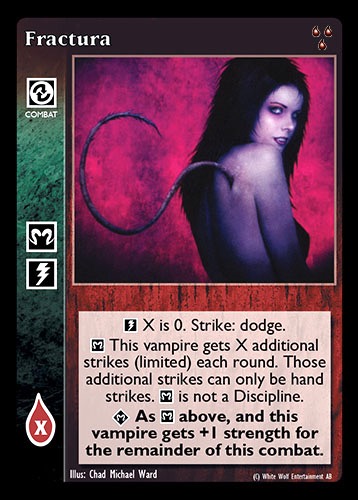 Fractura
COMBAT
X is 0. Strike: dodge.
This vampire gets X additional
strikes (limited) each round. Those
additional strikes can only be hand
strikes. is not a Discipline.
As above, and this
vampire gets +1 strength for
the remainder of this combat.
X
Illus: Chad Michael Ward
(C) White Wolf Entertainment AB